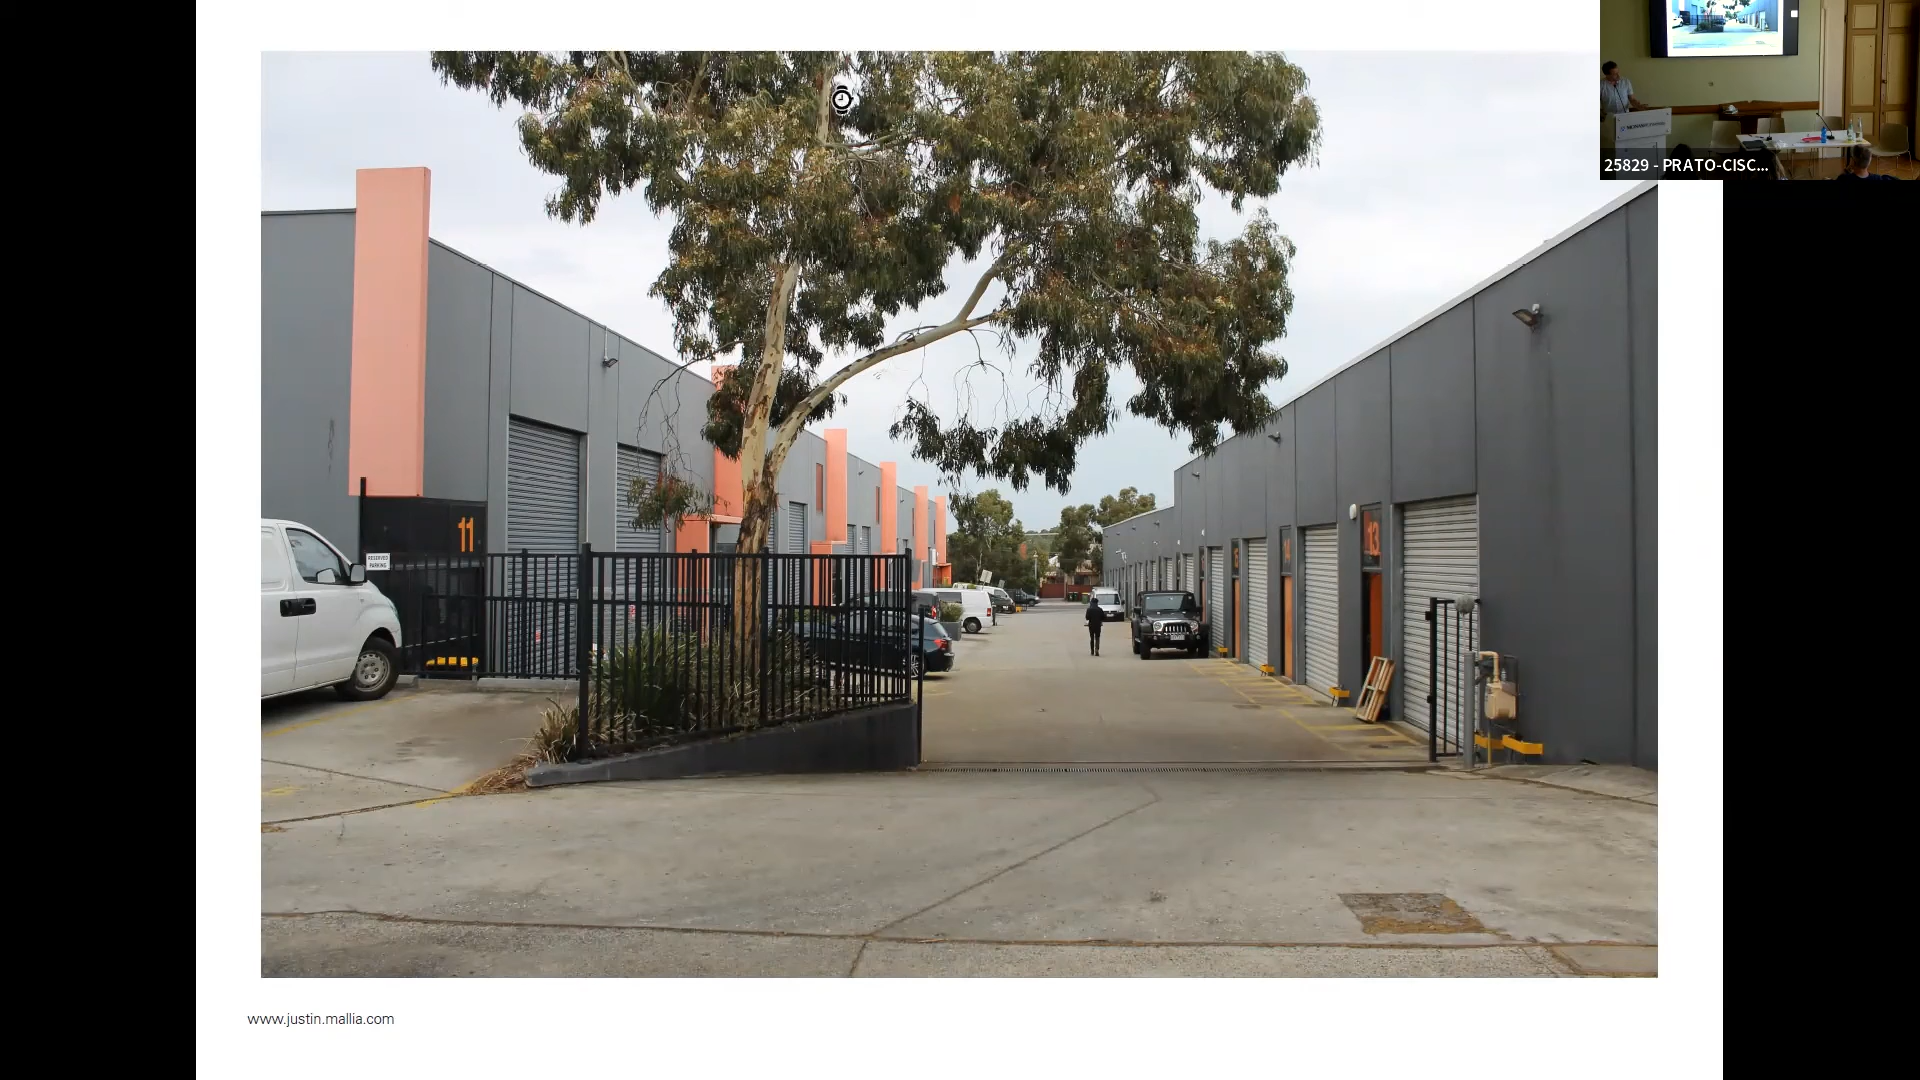 25829 - PRATO-CISC...
11
RESERVED
PARKING
13
www.justin.mallia.com